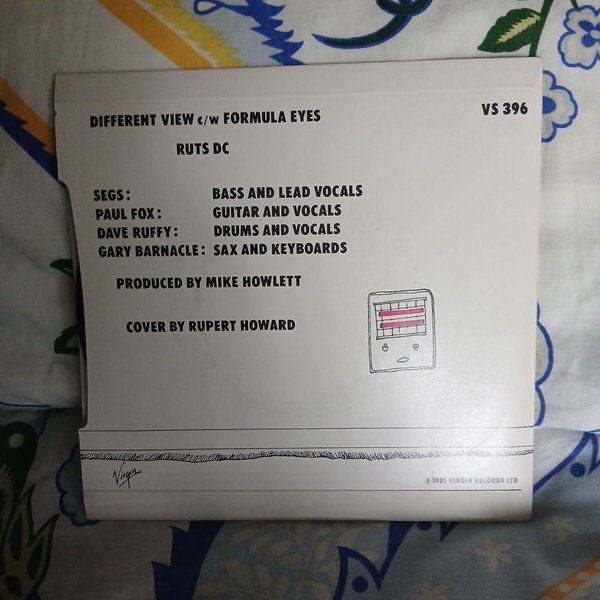 DIFFERENT VIEW c/w FORMULA EYES
VS 396
RUTS DC
SEGS: BASS AND LEAD VOCALS
PAUL FOX: GUITAR AND VOCALS
DAVE RUFFY: DRUMS AND VOCALS
GARY BARNACLE: SAX AND KEYBOARDS
PRODUCED BY MIKE HOWLETT
COVER BY RUPERT HOWARD
Virgin
℗ 1981 VIRGIN RECORDS LTD